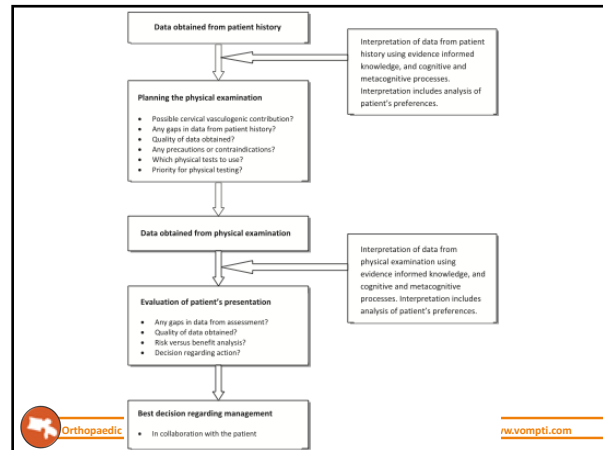 Data obtained from patient history
Interpretation of data from patient
history using evidence informed
knowledge, and cognitive and
metacognitive processes.
Interpretation includes analysis of
patient's preferences.
Planning the physical examination
• Possible cervical vasculogenic contribution?
• Any gaps in data from patient history?
• Quality of data obtained?
• Any precautions or contraindications?
• Which physical tests to use?
• Priority for physical testing?
Data obtained from physical examination
Interpretation of data from
physical examination using
evidence informed knowledge, and
cognitive and metacognitive
processes. Interpretation includes
analysis of patient's preferences.
Evaluation of patient's presentation
• Any gaps in data from assessment?
• Quality of data obtained?
• Risk versus benefit analysis?
• Decision regarding action?
Best decision regarding management
• In collaboration with the patient
Orthopaedic
w.vompti.com